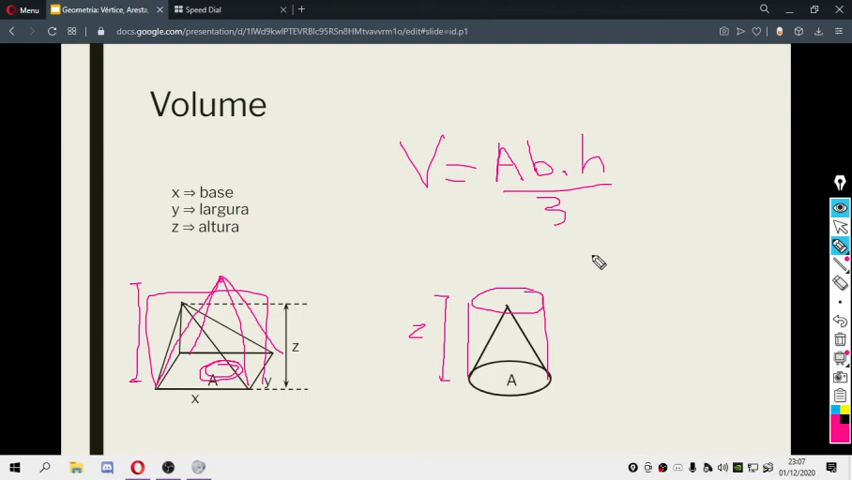 Menu
Geometria: Vértice, Aresta,
Speed Dial
docs.google.com/presentation/d/1IWd9kwlPTEVRBlc95RSn8HMtvavvrm1o/edit#slide=id.p1
Volume
V = Ab.h
3
x ⇒ base
y ⇒ largura
z ⇒ altura
z
z
A
y
x
A
23:07
01/12/2020